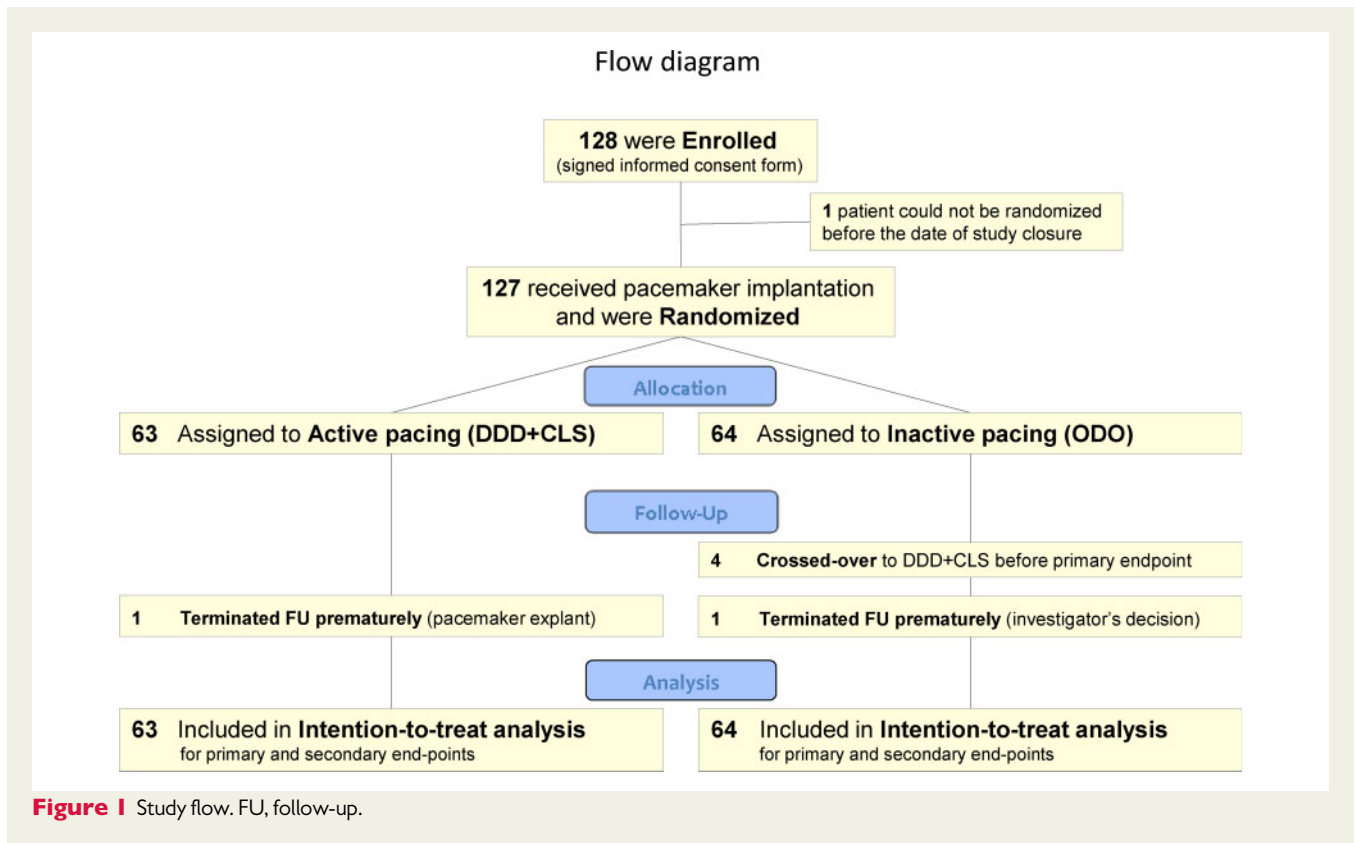 Flow diagram
128 were Enrolled
(signed informed consent form)
1 patient could not be randomized
before the date of study closure
127 received pacemaker implantation
and were Randomized
Allocation
63 Assigned to Active pacing (DDD+CLS)
64 Assigned to Inactive pacing (ODO)
Follow-Up
4 Crossed-over to DDD+CLS before primary endpoint
1 Terminated FU prematurely (pacemaker explant)
1 Terminated FU prematurely (investigator's decision)
Analysis
63 Included in Intention-to-treat analysis
for primary and secondary end-points
64 Included in Intention-to-treat analysis
for primary and secondary end-points
Figure 1 Study flow. FU, follow-up.